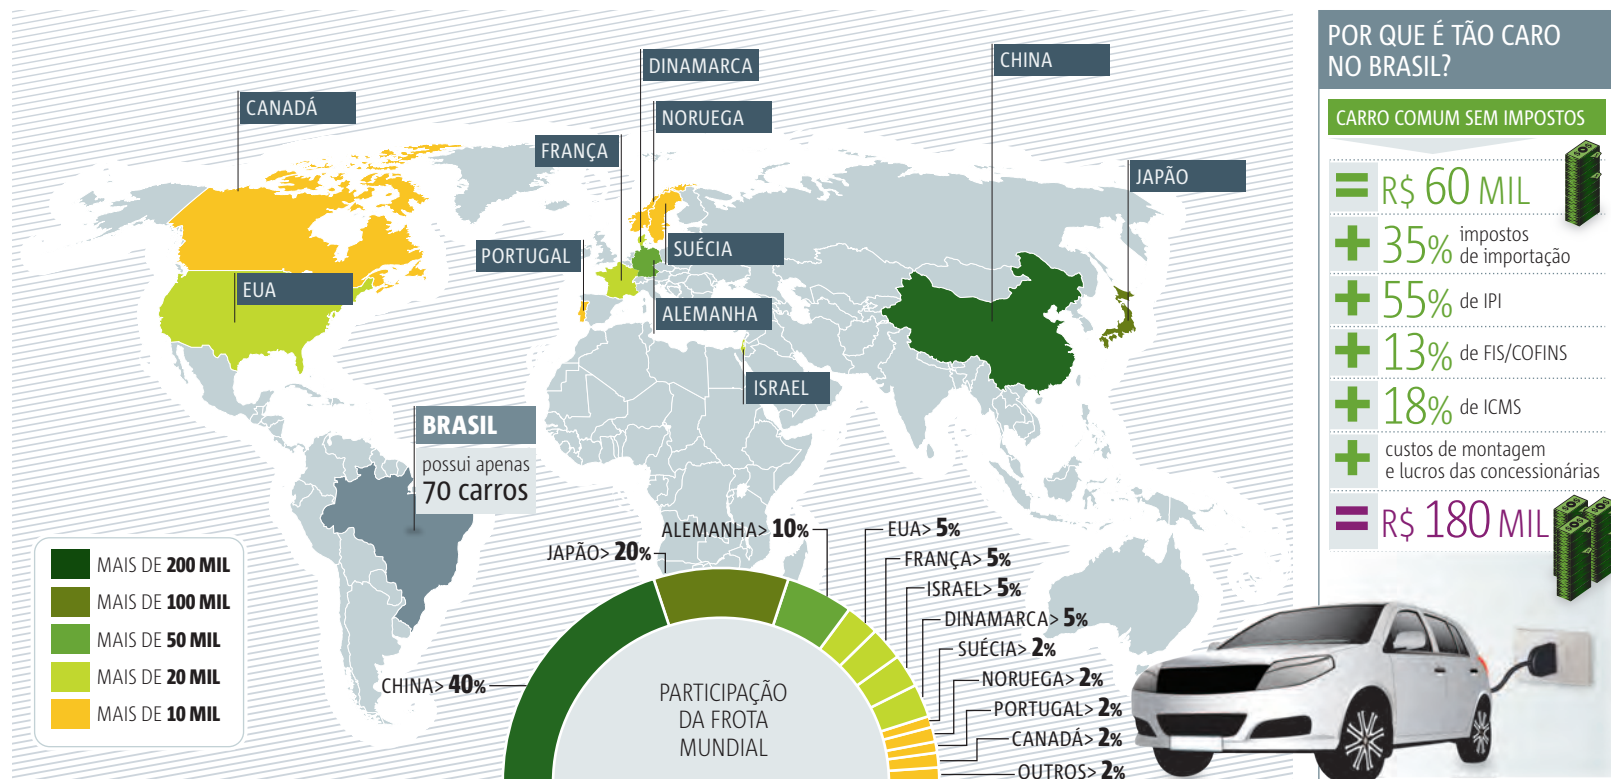 CANADÁ
EUA
DINAMARCA
NORUEGA
FRANÇA
PORTUGAL
SUÉCIA
ALEMANHA
ISRAEL
CHINA
JAPÃO
BRASIL
possui apenas
70 carros
MAIS DE 200 MIL
MAIS DE 100 MIL
MAIS DE 50 MIL
MAIS DE 20 MIL
MAIS DE 10 MIL
CHINA> 40%
JAPÃO> 20%
ALEMANHA> 10%
EUA> 5%
FRANÇA> 5%
ISRAEL> 5%
DINAMARCA> 5%
SUÉCIA> 2%
NORUEGA> 2%
PORTUGAL> 2%
CANADÁ> 2%
OUTROS> 2%
PARTICIPAÇÃO
DA FROTA
MUNDIAL
POR QUE É TÃO CARO
NO BRASIL?
CARRO COMUM SEM IMPOSTOS
= R$ 60 MIL
+ 35% impostos
de importação
+ 55% de IPI
+ 13% de FIS/COFINS
+ 18% de ICMS
+ custos de montagem
e lucros das concessionárias
= R$ 180 MIL